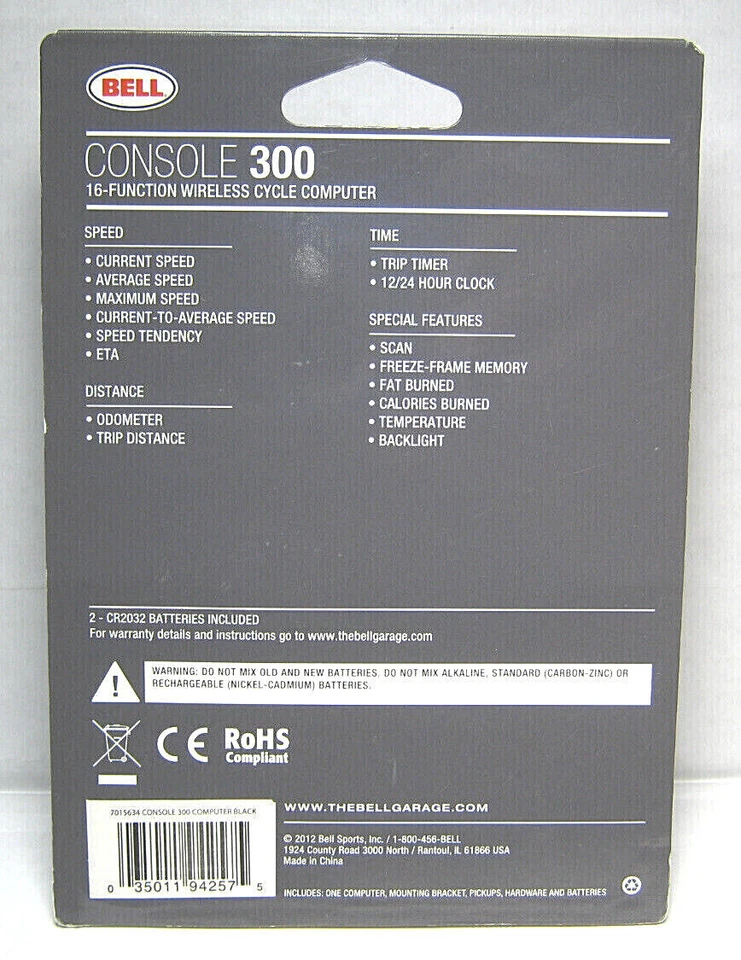 BELL
CONSOLE 300
16-FUNCTION WIRELESS CYCLE COMPUTER
SPEED
• CURRENT SPEED
• AVERAGE SPEED
• MAXIMUM SPEED
• CURRENT-TO-AVERAGE SPEED
• SPEED TENDENCY
• ETA
DISTANCE
• ODOMETER
• TRIP DISTANCE
TIME
• TRIP TIMER
• 12/24 HOUR CLOCK
SPECIAL FEATURES
• SCAN
• FREEZE-FRAME MEMORY
• FAT BURNED
• CALORIES BURNED
• TEMPERATURE
• BACKLIGHT
2 - CR2032 BATTERIES INCLUDED
For warranty details and instructions go to www.thebellgarage.com
WARNING: DO NOT MIX OLD AND NEW BATTERIES. DO NOT MIX ALKALINE, STANDARD (CARBON-ZINC) OR
RECHARGEABLE (NICKEL-CADMIUM) BATTERIES.
CE
RoHS
Compliant
7015634 CONSOLE 300 COMPUTER BLACK
0 35011 94257 5
WWW.THEBELLGARAGE.COM
© 2012 Bell Sports, Inc. / 1-800-456-BELL
1924 County Road 3000 North / Rantoul, IL 61866 USA
Made in China
INCLUDES: ONE COMPUTER, MOUNTING BRACKET, PICKUPS, HARDWARE AND BATTERIES